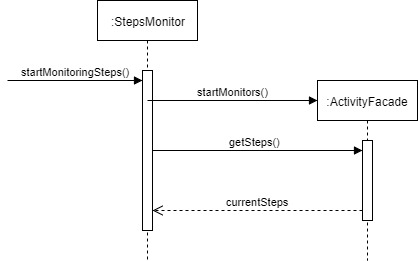 :StepsMonitor
startMonitoringSteps()
startMonitors()
:ActivityFacade
getSteps()
currentSteps